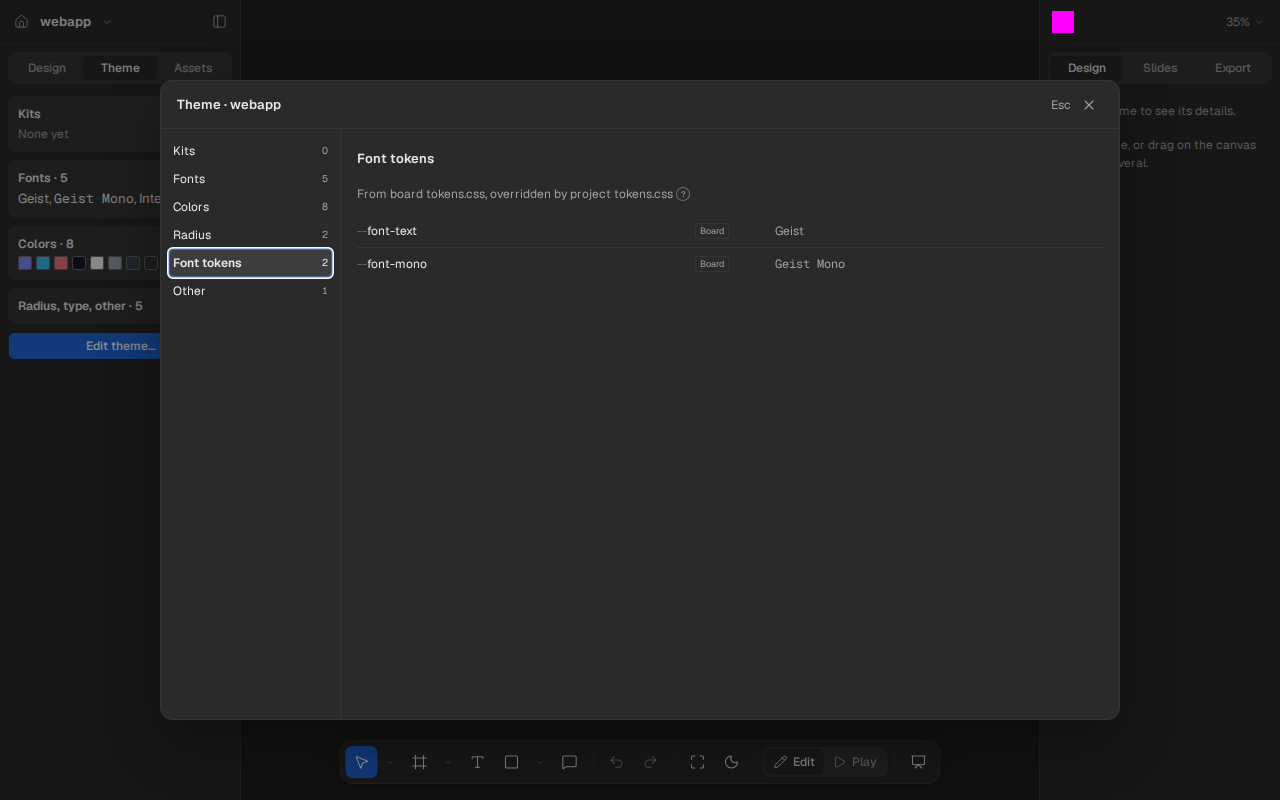 webapp
35%
Design Theme Assets
Design Slides Export
Kits
None yet
Fonts · 5
Geist, Geist Mono, Inte
Colors · 8
Radius, type, other · 5
Edit theme…
me to see its details.
e, or drag on the canvas
veral.
Theme · webapp
Esc
Kits 0
Fonts 5
Colors 8
Radius 2
Font tokens 2
Other 1
Font tokens
From board tokens.css, overridden by project tokens.css ?
--font-text Board Geist
--font-mono Board Geist Mono
Edit Play